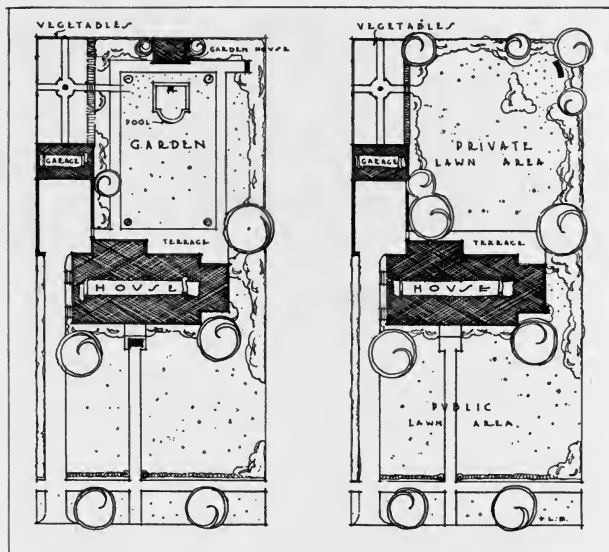 VEGETABLES
GARDEN HOUSE
POOL
GARDEN
GARAGE
TERRACE
HOUSE
VEGETABLES
PRIVATE
LAWN AREA
GARAGE
TERRACE
HOUSE
PUBLIC
LAWN AREA